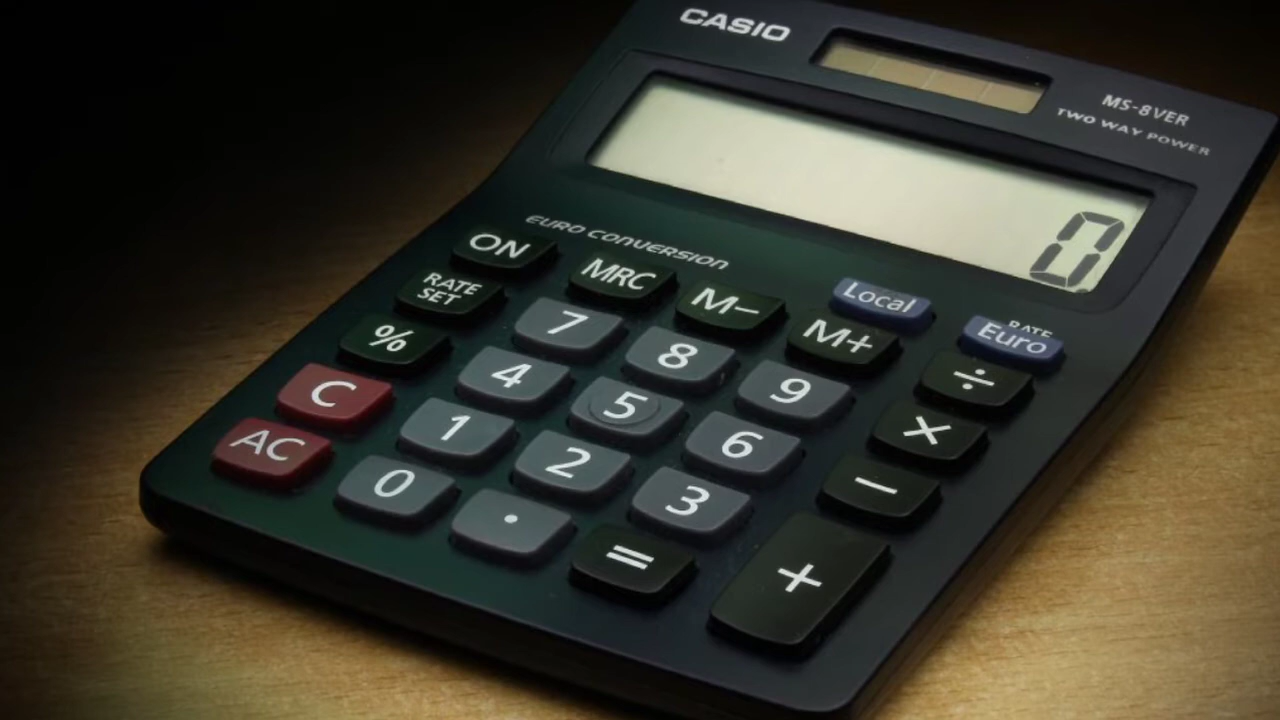 CASIO
MS-8VER
TWO WAY POWER
0
EURO CONVERSION
ON
MRC
M−
Local
RATE
Euro
RATE
SET
7
8
M+
÷
%
4
5
9
×
C
1
2
6
−
AC
0
.
3
=
+